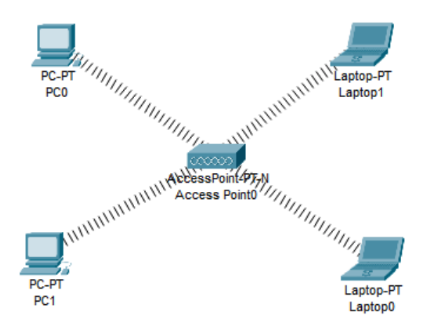 PC-PT
PC0
Laptop-PT
Laptop1
AccessPoint-PT-N
Access Point0
PC-PT
PC1
Laptop-PT
Laptop0